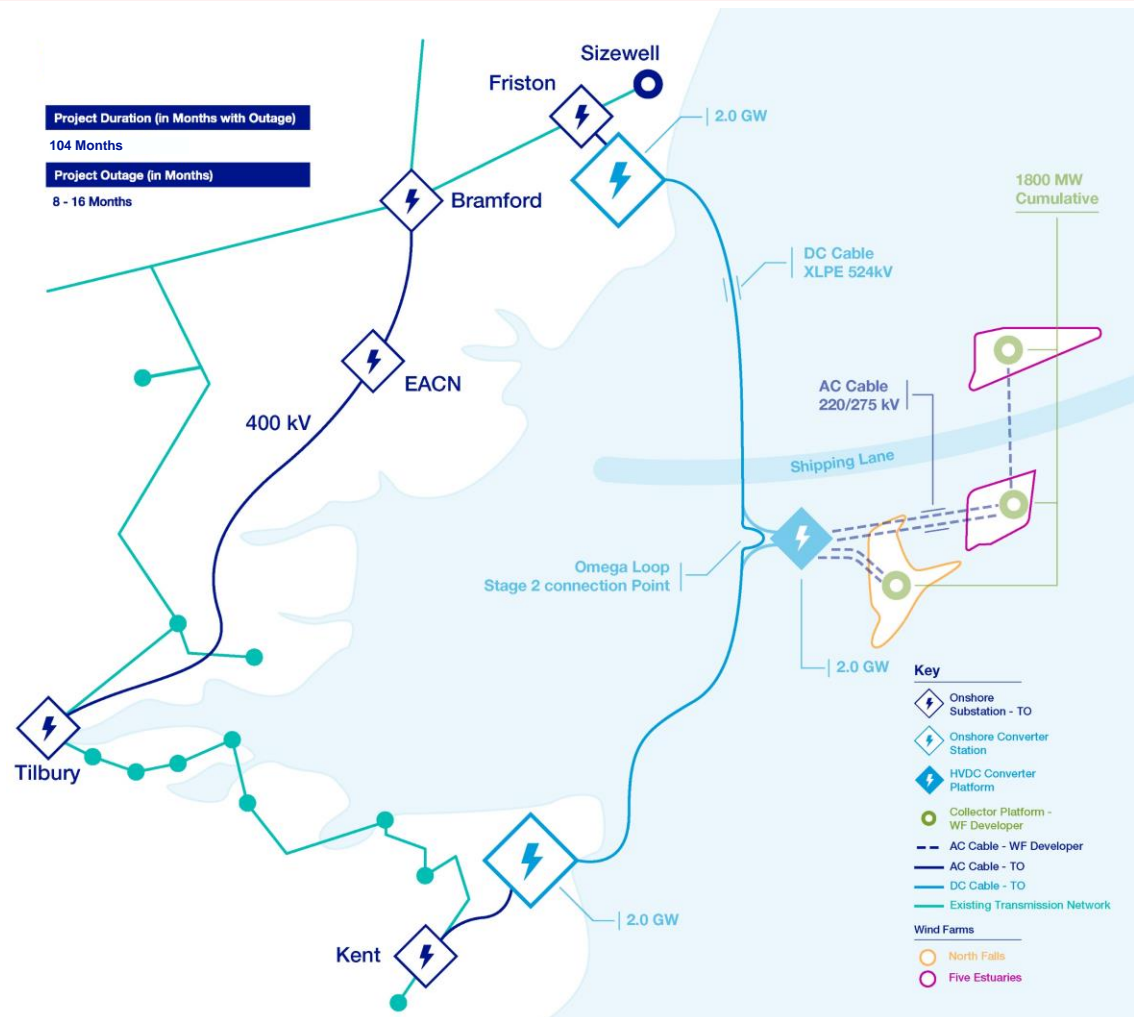 Sizewell
Friston
2.0 GW
Project Duration (in Months with Outage)
104 Months
Project Outage (in Months)
8 - 16 Months
Bramford
1800 MW
Cumulative
DC Cable
XLPE 524kV
EACN
AC Cable
220/275 kV
400 kV
Shipping Lane
Omega Loop
Stage 2 connection Point
2.0 GW
Tilbury
2.0 GW
Kent
Key
Onshore
Substation - TO
Onshore Converter
Station
HVDC Converter
Platform
Collector Platform -
WF Developer
AC Cable - WF Developer
AC Cable - TO
DC Cable - TO
Existing Transmission Network
Wind Farms
North Falls
Five Estuaries